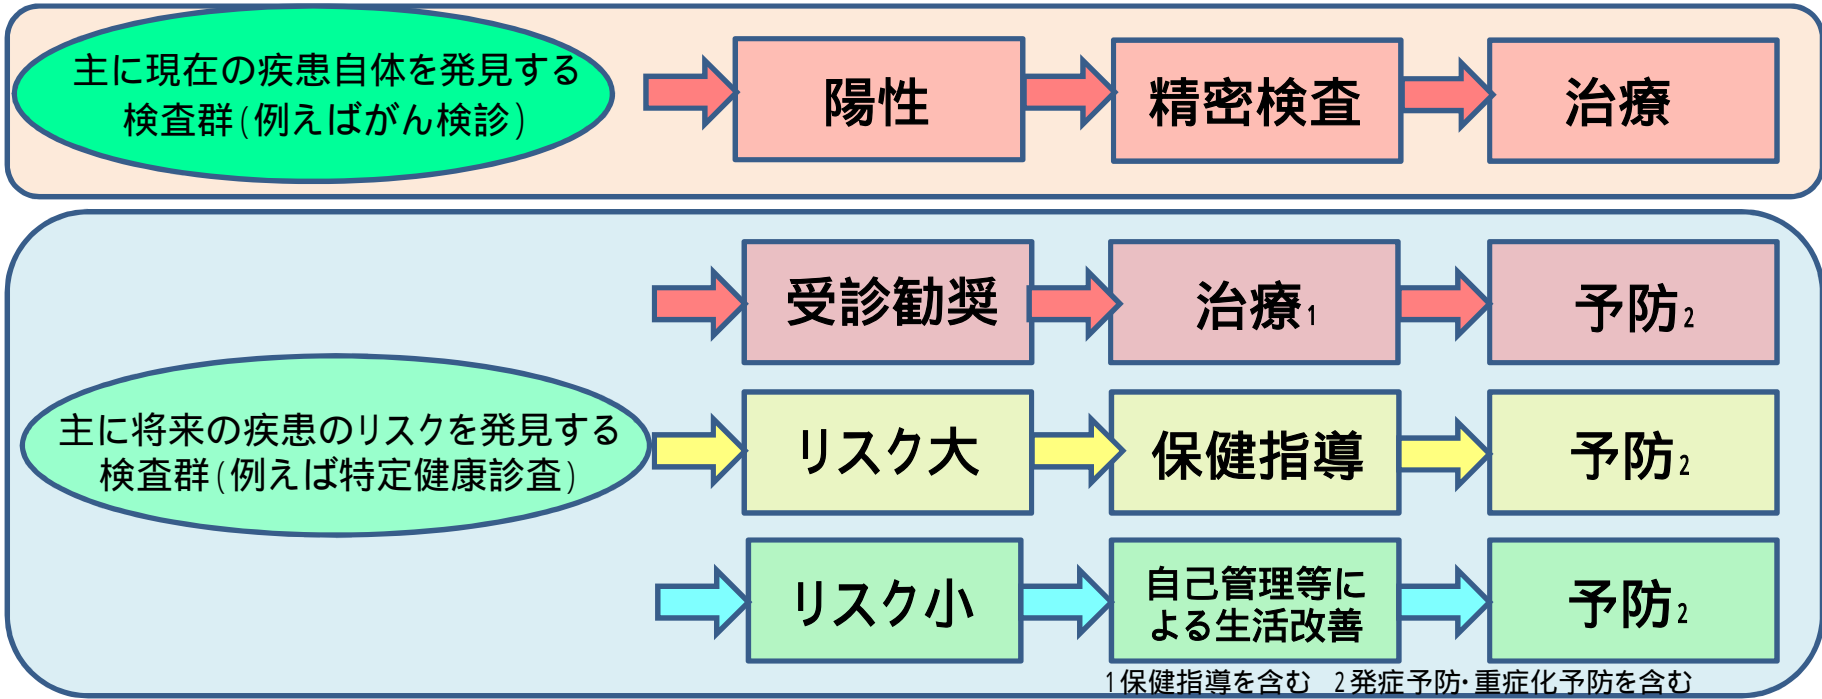 主に現在の疾患自体を発見する
検査群(例えばがん検診)
陽性
精密検査
治療
受診勧奨
治療1
予防2
主に将来の疾患のリスクを発見する
検査群(例えば特定健康診査)
リスク大
保健指導
予防2
リスク小
自己管理等に
よる生活改善
予防2
1保健指導を含む 2発症予防・重症化予防を含む